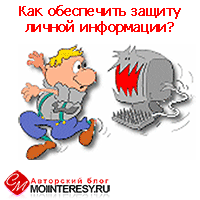 Как обеспечить защиту
личной информации?
Авторский блог
MOIINTERESY.RU